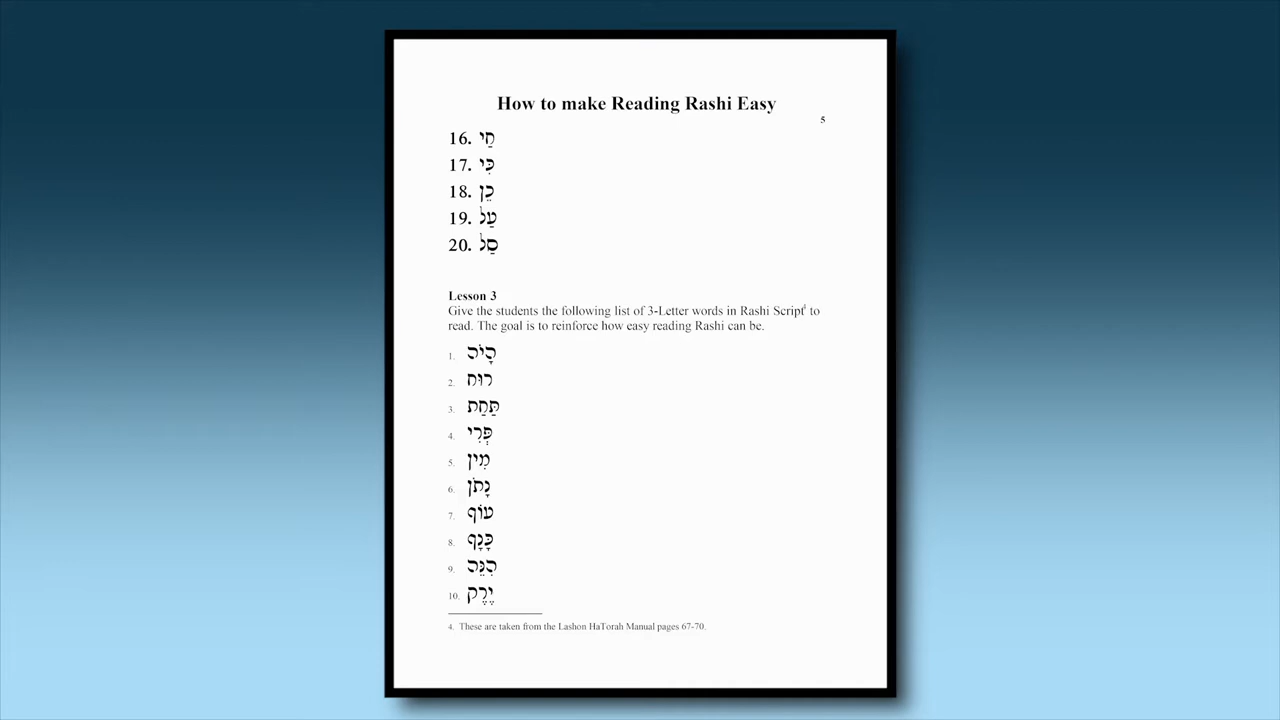 How to make Reading Rashi Easy
5
16. חַי
17. כִּי
18. כֵן
19. עַל
20. סַל
Lesson 3
Give the students the following list of 3-Letter words in Rashi Script⁴ to
read. The goal is to reinforce how easy reading Rashi can be.
1. הָיֹה
2. רוּח
3. תַּחַת
4. פְּרִי
5. מִין
6. נָתֹן
7. עוֹף
8. כָּנָף
9. הִנֵּה
10. יֶרֶק
4. These are taken from the Lashon HaTorah Manual pages 67-70.